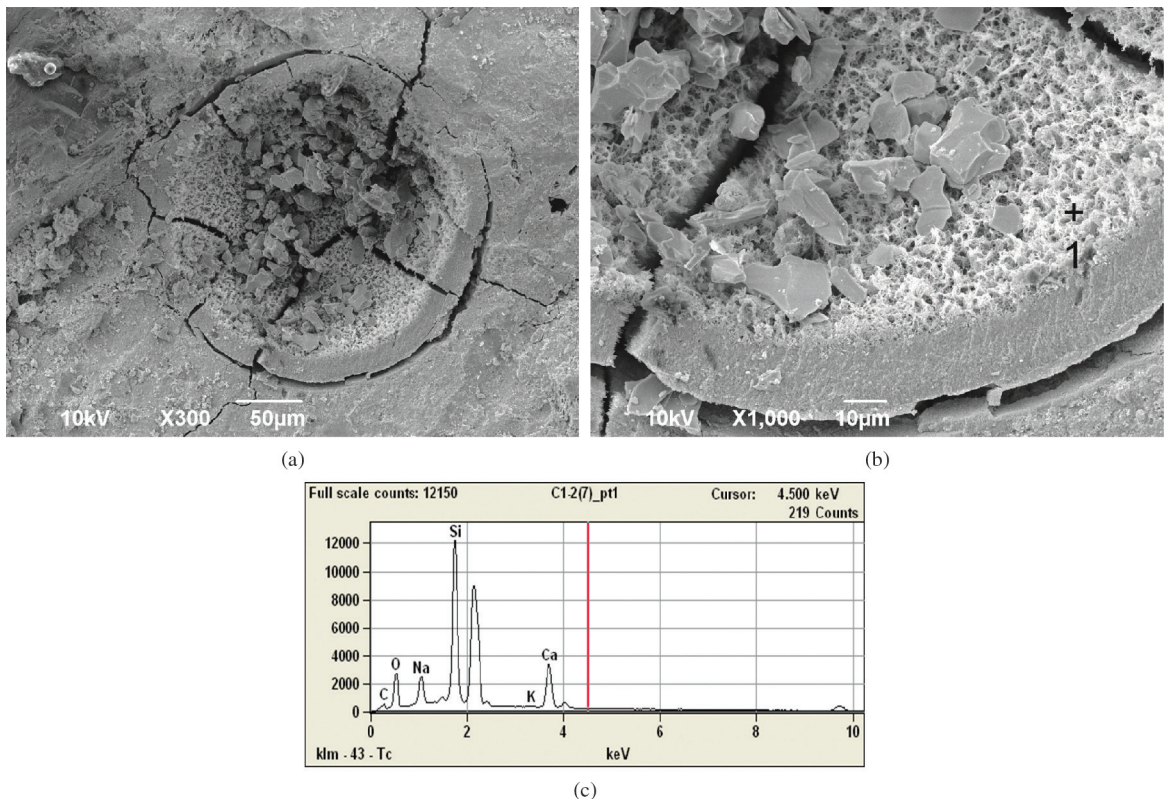 10kV X300 50µm
10kV X1,000 10µm
+
1
(a)
(b)
Full scale counts: 12150 C1-2(7)_pt1 Cursor: 4.500 keV
219 Counts
Si
12000
10000
8000
6000
4000
2000
0
C
O
Na
K
Ca
0 2 4 6 8 10
klm - 43 - Tc keV
(c)